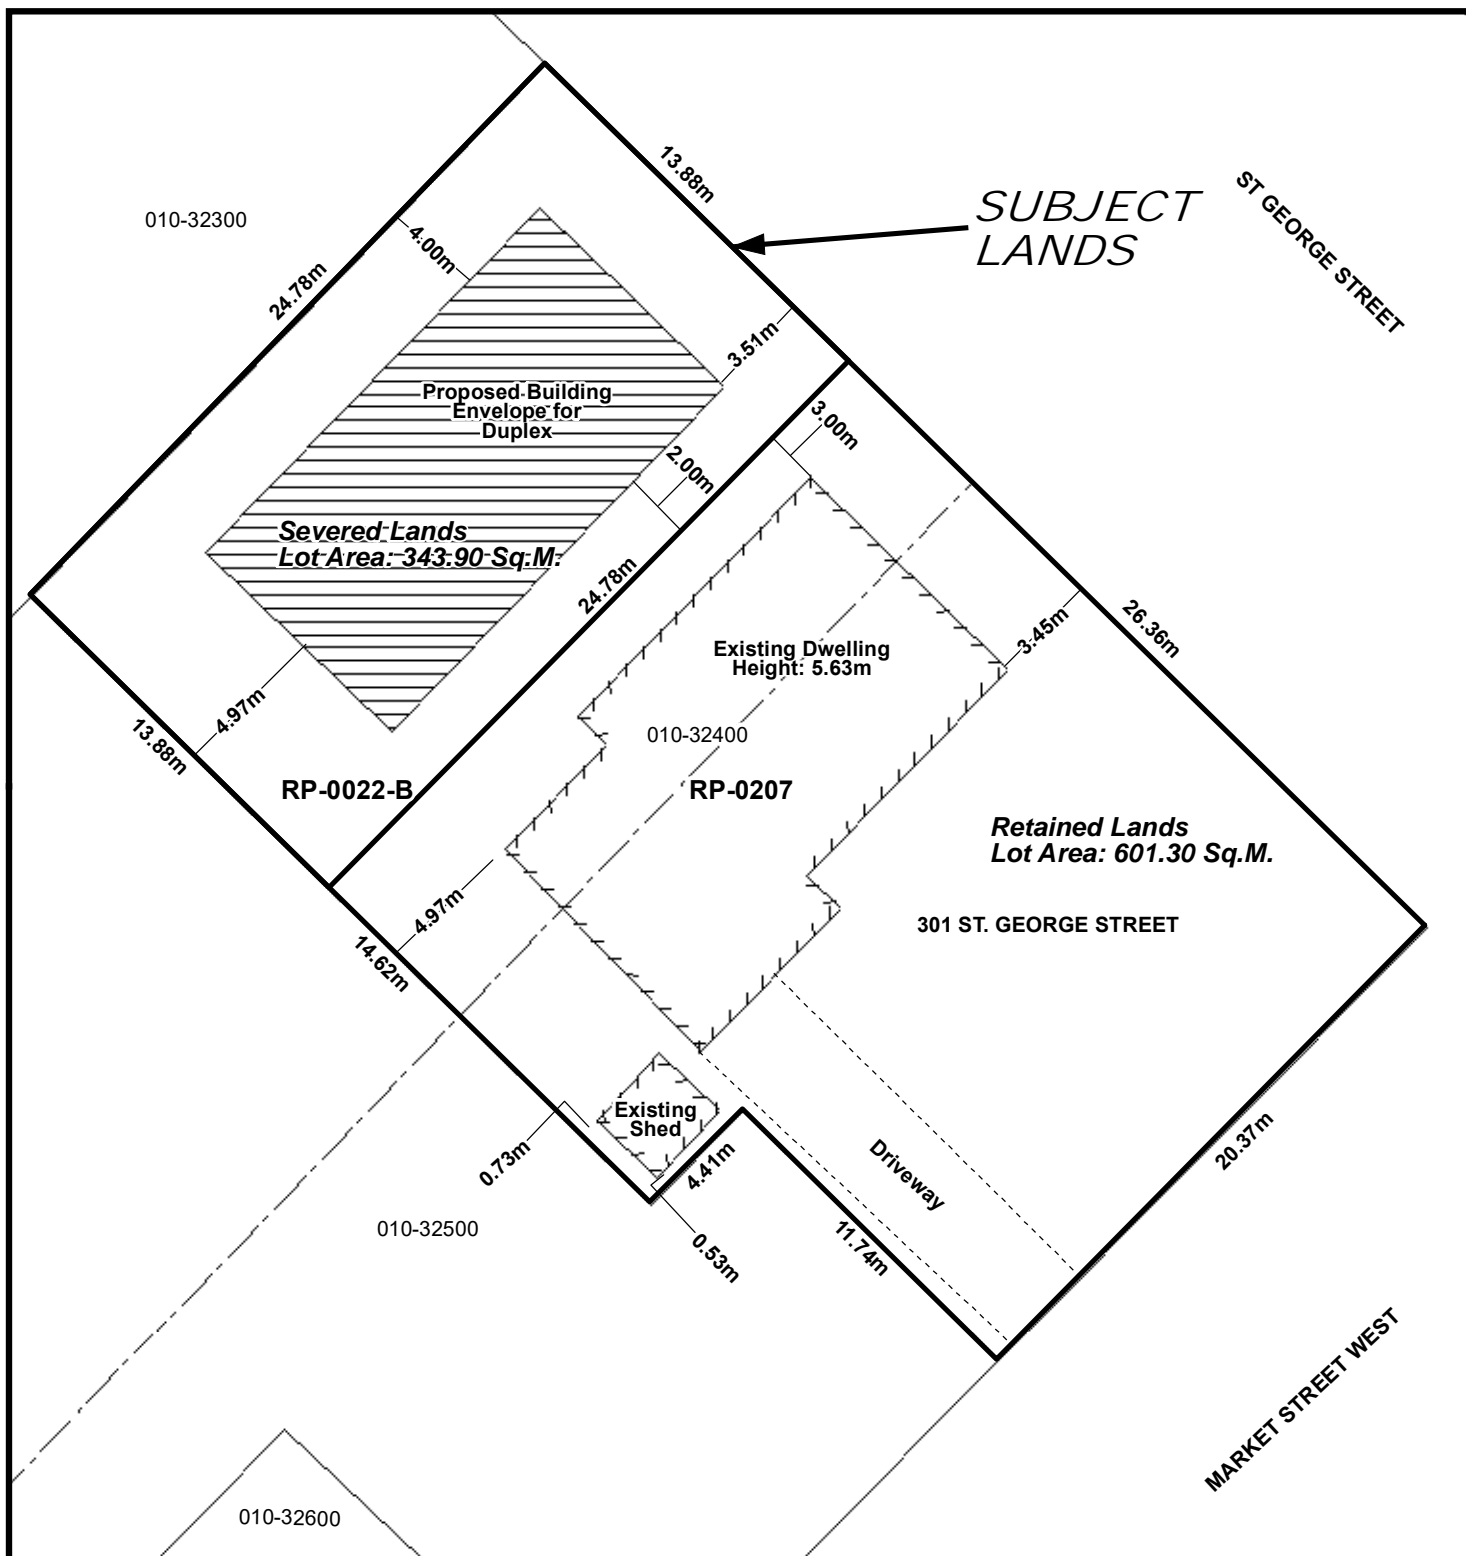 13.88m
SUBJECT
LANDS
ST GEORGE STREET
010-32300
4.00m
24.78m
3.51m
Proposed Building
Envelope for
Duplex
3.00m
2.00m
Severed Lands
Lot Area: 343.90 Sq.M.
24.78m
26.36m
3.45m
Existing Dwelling
Height: 5.63m
4.97m
13.88m
010-32400
RP-0022-B
RP-0207
Retained Lands
Lot Area: 601.30 Sq.M.
4.97m
301 ST. GEORGE STREET
14.62m
Existing
Shed
0.73m
4.41m
Driveway
20.37m
010-32500
0.53m
11.74m
MARKET STREET WEST
010-32600